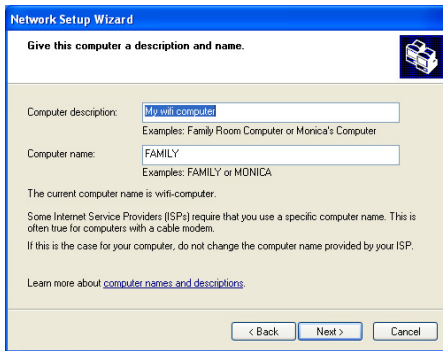 Network Setup Wizard
Give this computer a description and name.
Computer description: My wifi computer
Examples: Family Room Computer or Monica's Computer
Computer name: FAMILY
Examples: FAMILY or MONICA
The current computer name is wifi-computer.
Some Internet Service Providers (ISPs) require that you use a specific computer name. This is
often true for computers with a cable modem.
If this is the case for your computer, do not change the computer name provided by your ISP.
Learn more about computer names and descriptions.
< Back Next > Cancel